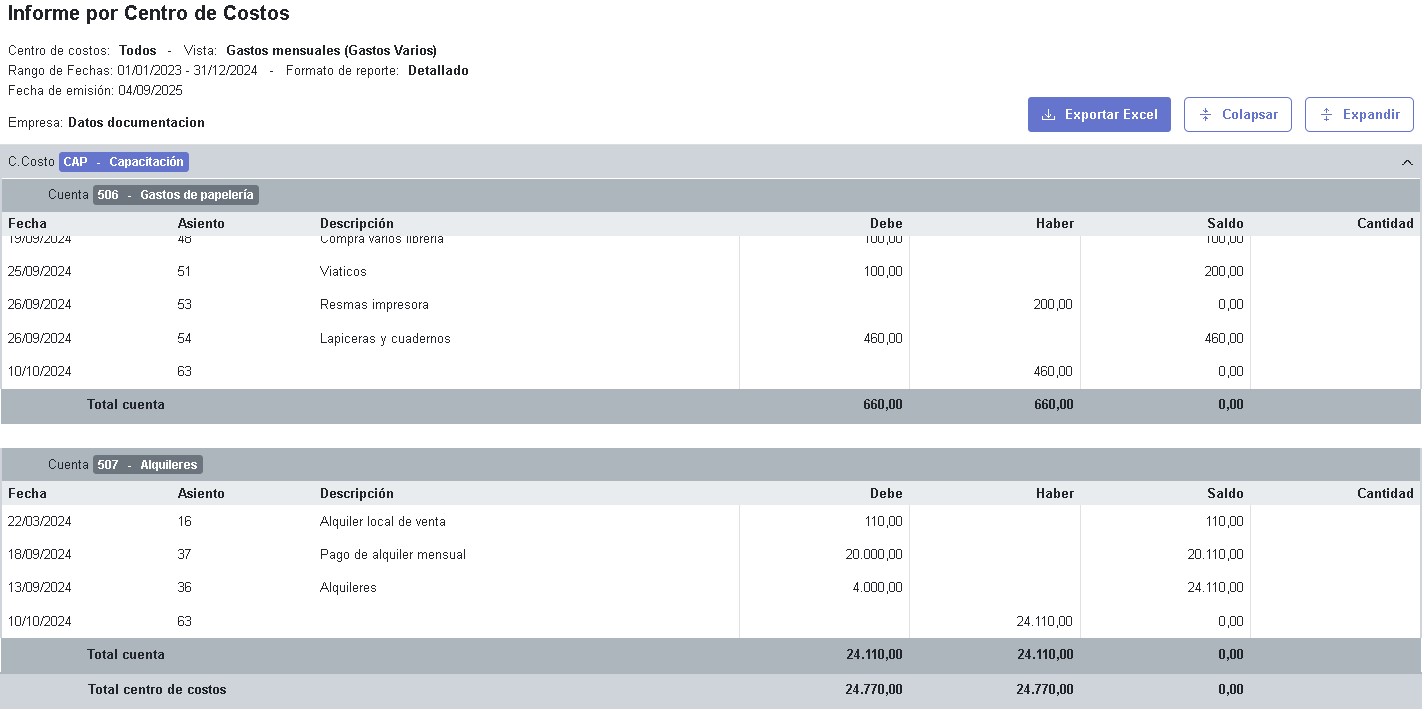 Informe por Centro de Costos
Centro de costos: Todos - Vista: Gastos mensuales (Gastos Varios)
Rango de Fechas: 01/01/2023 - 31/12/2024 - Formato de reporte: Detallado
Fecha de emisión: 04/09/2025
Empresa: Datos documentacion
Exportar Excel Colapsar Expandir
C.Costo CAP - Capacitación
Cuenta 506 - Gastos de papelería
Fecha Asiento Descripción Debe Haber Saldo Cantidad
19/09/2024 48 Compra varios librería 100,00 100,00
25/09/2024 51 Viaticos 100,00 200,00
26/09/2024 53 Resmas impresora 200,00 0,00
26/09/2024 54 Lapiceras y cuadernos 460,00 460,00
10/10/2024 63 460,00 0,00
Total cuenta 660,00 660,00 0,00
Cuenta 507 - Alquileres
Fecha Asiento Descripción Debe Haber Saldo Cantidad
22/03/2024 16 Alquiler local de venta 110,00 110,00
18/09/2024 37 Pago de alquiler mensual 20.000,00 20.110,00
13/09/2024 36 Alquileres 4.000,00 24.110,00
10/10/2024 63 24.110,00 0,00
Total cuenta 24.110,00 24.110,00 0,00
Total centro de costos 24.770,00 24.770,00 0,00